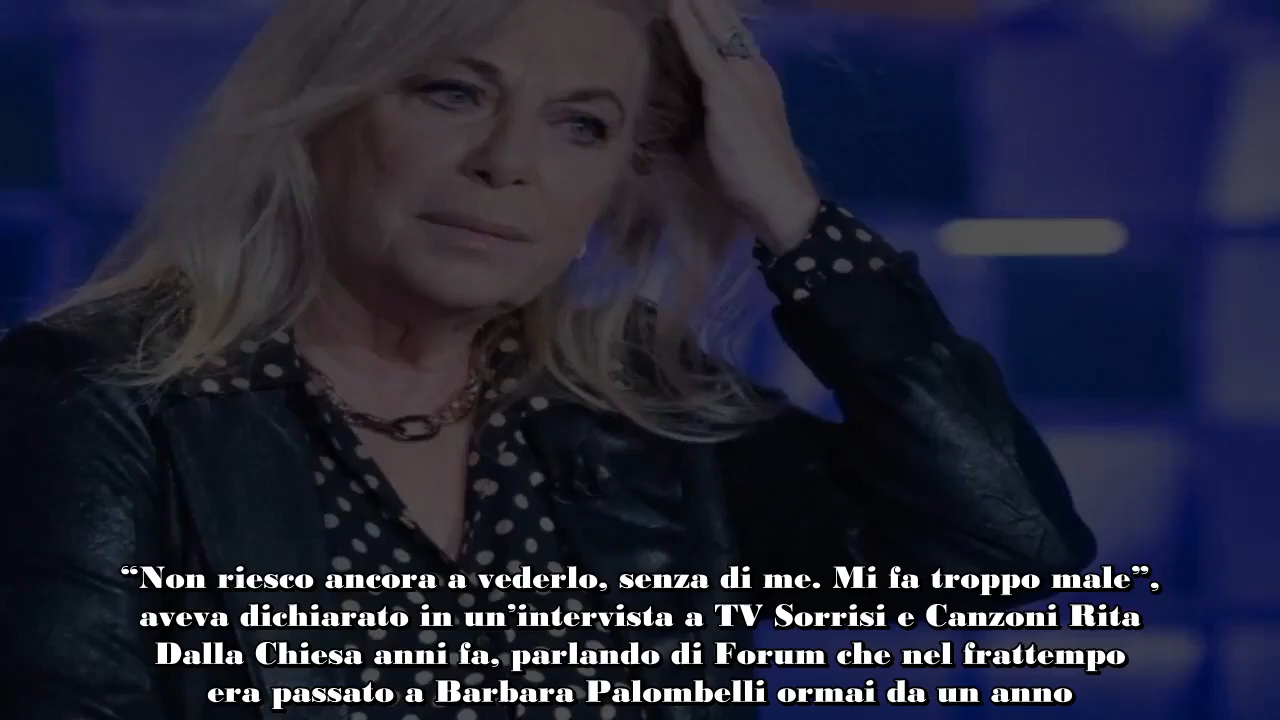 “Non riesco ancora a vederlo, senza di me. Mi fa troppo male”,
aveva dichiarato in un’intervista a TV Sorrisi e Canzoni Rita
Dalla Chiesa anni fa, parlando di Forum che nel frattempo
era passato a Barbara Palombelli ormai da un anno